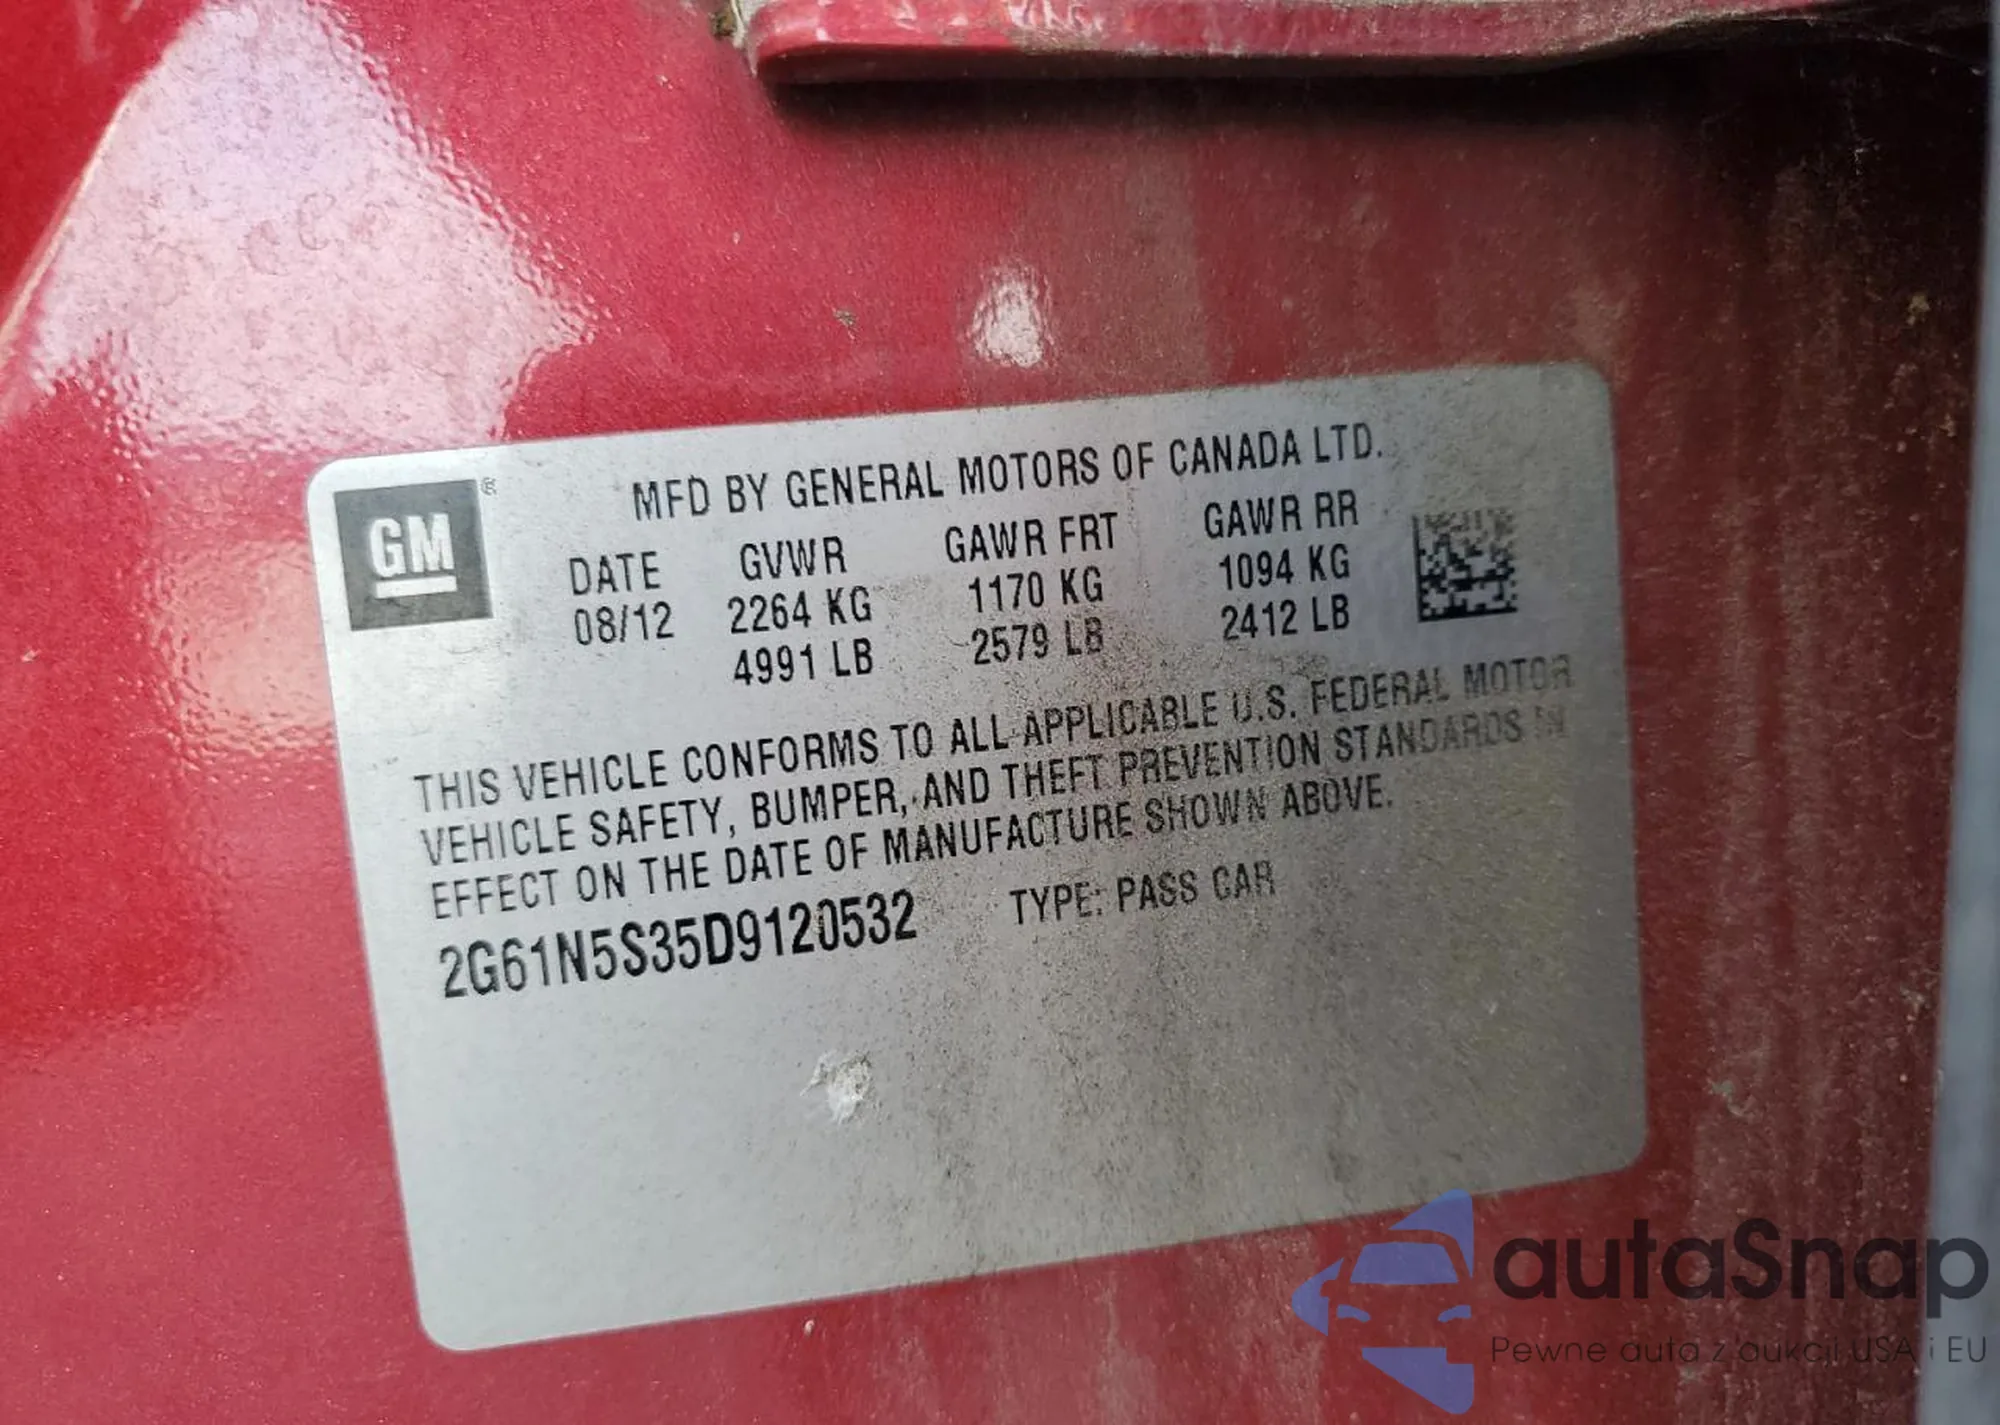 GM ®
MFD BY GENERAL MOTORS OF CANADA LTD.
DATE GVWR GAWR FRT GAWR RR
08/12 2264 KG 1170 KG 1094 KG
4991 LB 2579 LB 2412 LB
THIS VEHICLE CONFORMS TO ALL APPLICABLE U.S. FEDERAL MOTOR
VEHICLE SAFETY, BUMPER, AND THEFT PREVENTION STANDARDS IN
EFFECT ON THE DATE OF MANUFACTURE SHOWN ABOVE.
2G61N5S35D9120532 TYPE: PASS CAR
autaSnap
Pewne auta z aukcji USA i EU